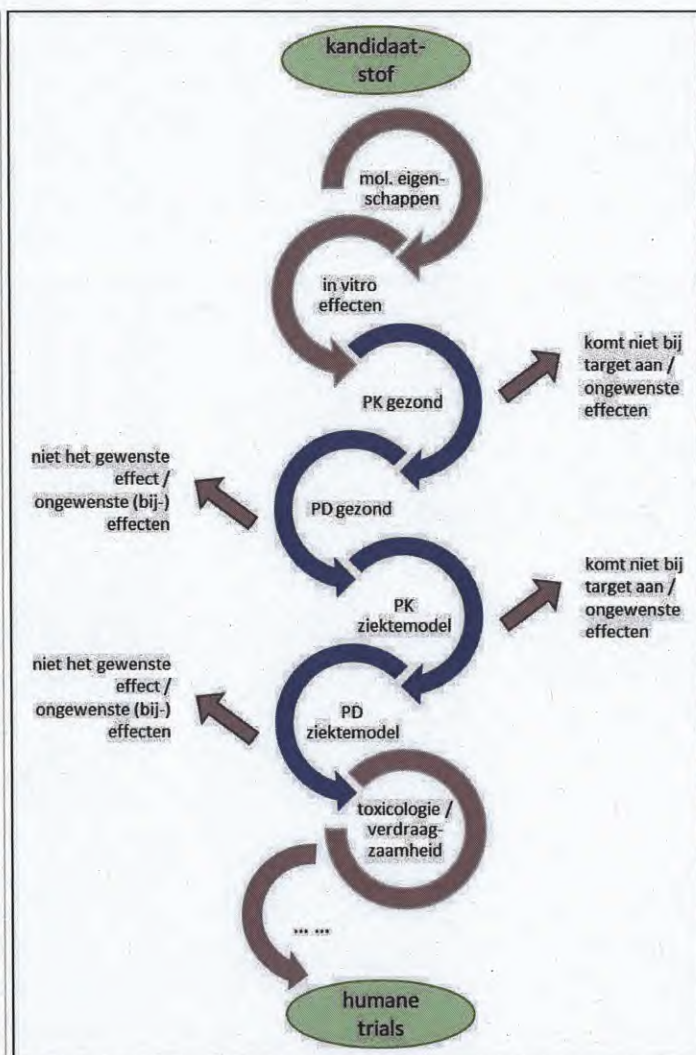 kandidaat-
stof
mol. eigen-
schappen
in vitro
effecten
komt niet bij
target aan /
ongewenste
effecten
PK gezond
niet het gewenste
effect /
ongewenste (bij-)
effecten
PD gezond
komt niet bij
target aan /
ongewenste
effecten
PK
ziektemodel
niet het gewenste
effect /
ongewenste (bij-)
effecten
PD
ziektemodel
toxicologie /
verdraag-
zaamheid
... ...
humane
trials